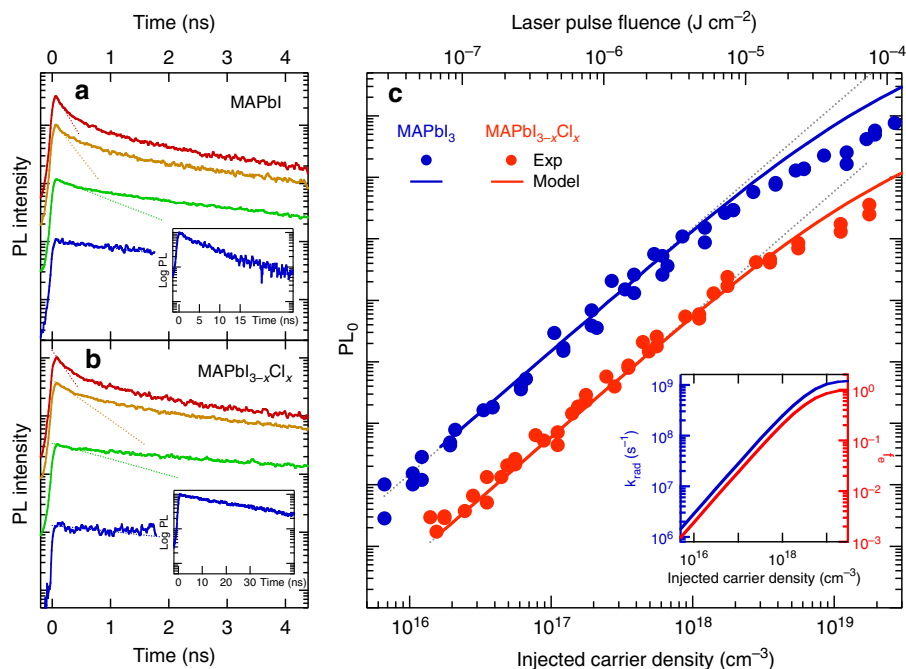 Time (ns)
0 1 2 3 4
a
MAPbI
PL intensity
Log PL
0 5 10 15 Time (ns)
b
MAPbI3−xClx
PL intensity
Log PL
0 10 20 30 Time (ns)
0 1 2 3 4
Time (ns)
Laser pulse fluence (J cm−2)
10−7 10−6 10−5 10−4
c
MAPbI3 MAPbI3−xClx
Exp
Model
PL0
109
108
107
106
krad (s−1)
100
10−1
10−2
10−3
fe
1016 1018
Injected carrier density (cm−3)
1016 1017 1018 1019
Injected carrier density (cm−3)